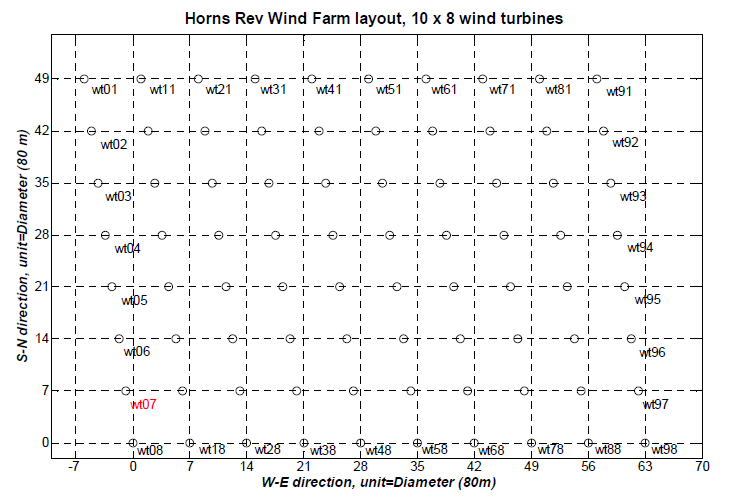 Horns Rev Wind Farm layout, 10 x 8 wind turbines
S-N direction, unit=Diameter (80 m)
49
wt01 wt11 wt21 wt31 wt41 wt51 wt61 wt71 wt81 wt91
42
wt02 wt92
35
wt03 wt93
28
wt04 wt94
21
wt05 wt95
14
wt06 wt96
7
wt07 wt97
0
wt08 wt18 wt28 wt38 wt48 wt58 wt68 wt78 wt88 wt98
-7 0 7 14 21 28 35 42 49 56 63 70
W-E direction, unit=Diameter (80m)